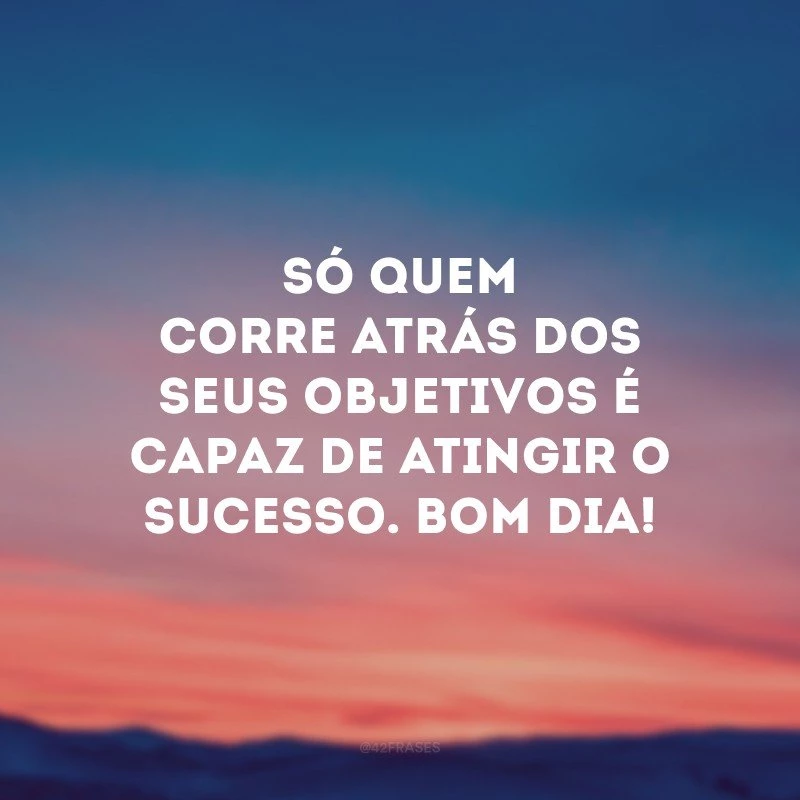 SÓ QUEM
CORRE ATRÁS DOS
SEUS OBJETIVOS É
CAPAZ DE ATINGIR O
SUCESSO. BOM DIA!
@42FRASES